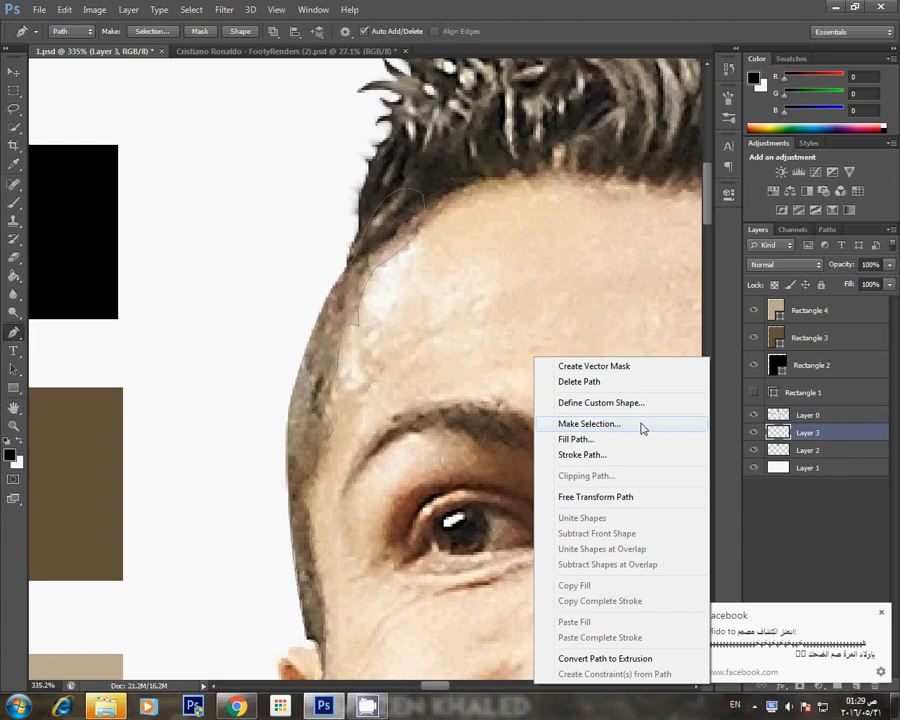 Ps File Edit Image Layer Type Select Filter 3D View Window Help
Path Make: Selection... Mask Shape Auto Add/Delete Align Edges Essentials
1.psd @ 335% (Layer 3, RGB/8) * × Cristiano Ronaldo - FootyRenders (2).psd @ 27.1% (RGB/8) * ×
Color Swatches
R 0
G 0
B 0
Adjustments Styles
Add an adjustment
Layers Channels Paths
Kind
Normal Opacity: 100%
Lock: Fill: 100%
Rectangle 4
Rectangle 3
Rectangle 2
Rectangle 1
Layer 0
Layer 3
Layer 2
Layer 1
Create Vector Mask
Delete Path
Define Custom Shape...
Make Selection...
Fill Path...
Stroke Path...
Clipping Path...
Free Transform Path
Unite Shapes
Subtract Front Shape
Unite Shapes at Overlap
Subtract Shapes at Overlap
Copy Fill
Copy Complete Stroke
Paste Fill
Paste Complete Stroke
Convert Path to Extrusion
Create Constraint(s) from Path
acebook
Mido to
www.facebook.com
335.2% Doc: 21.2M/16.2M
EN 01:29 ص
٢٠١٦/٠٥/٣١